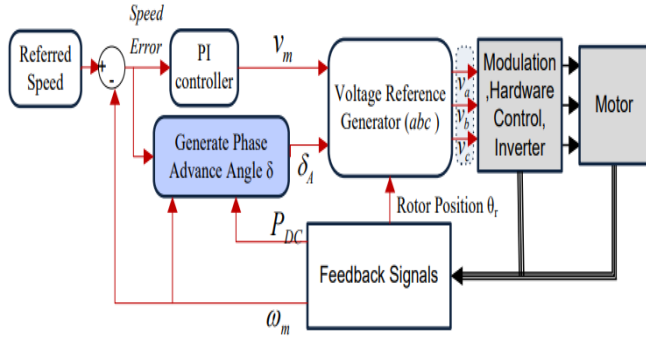 Speed
Error
Referred
Speed
+
-
PI
controller
v_m
Voltage Reference
Generator (abc )
v_a
v_b
v_c
Modulation
,Hardware
Control,
Inverter
Motor
Generate Phase
Advance Angle δ
δ_A
Rotor Position θ_r
P_DC
Feedback Signals
ω_m